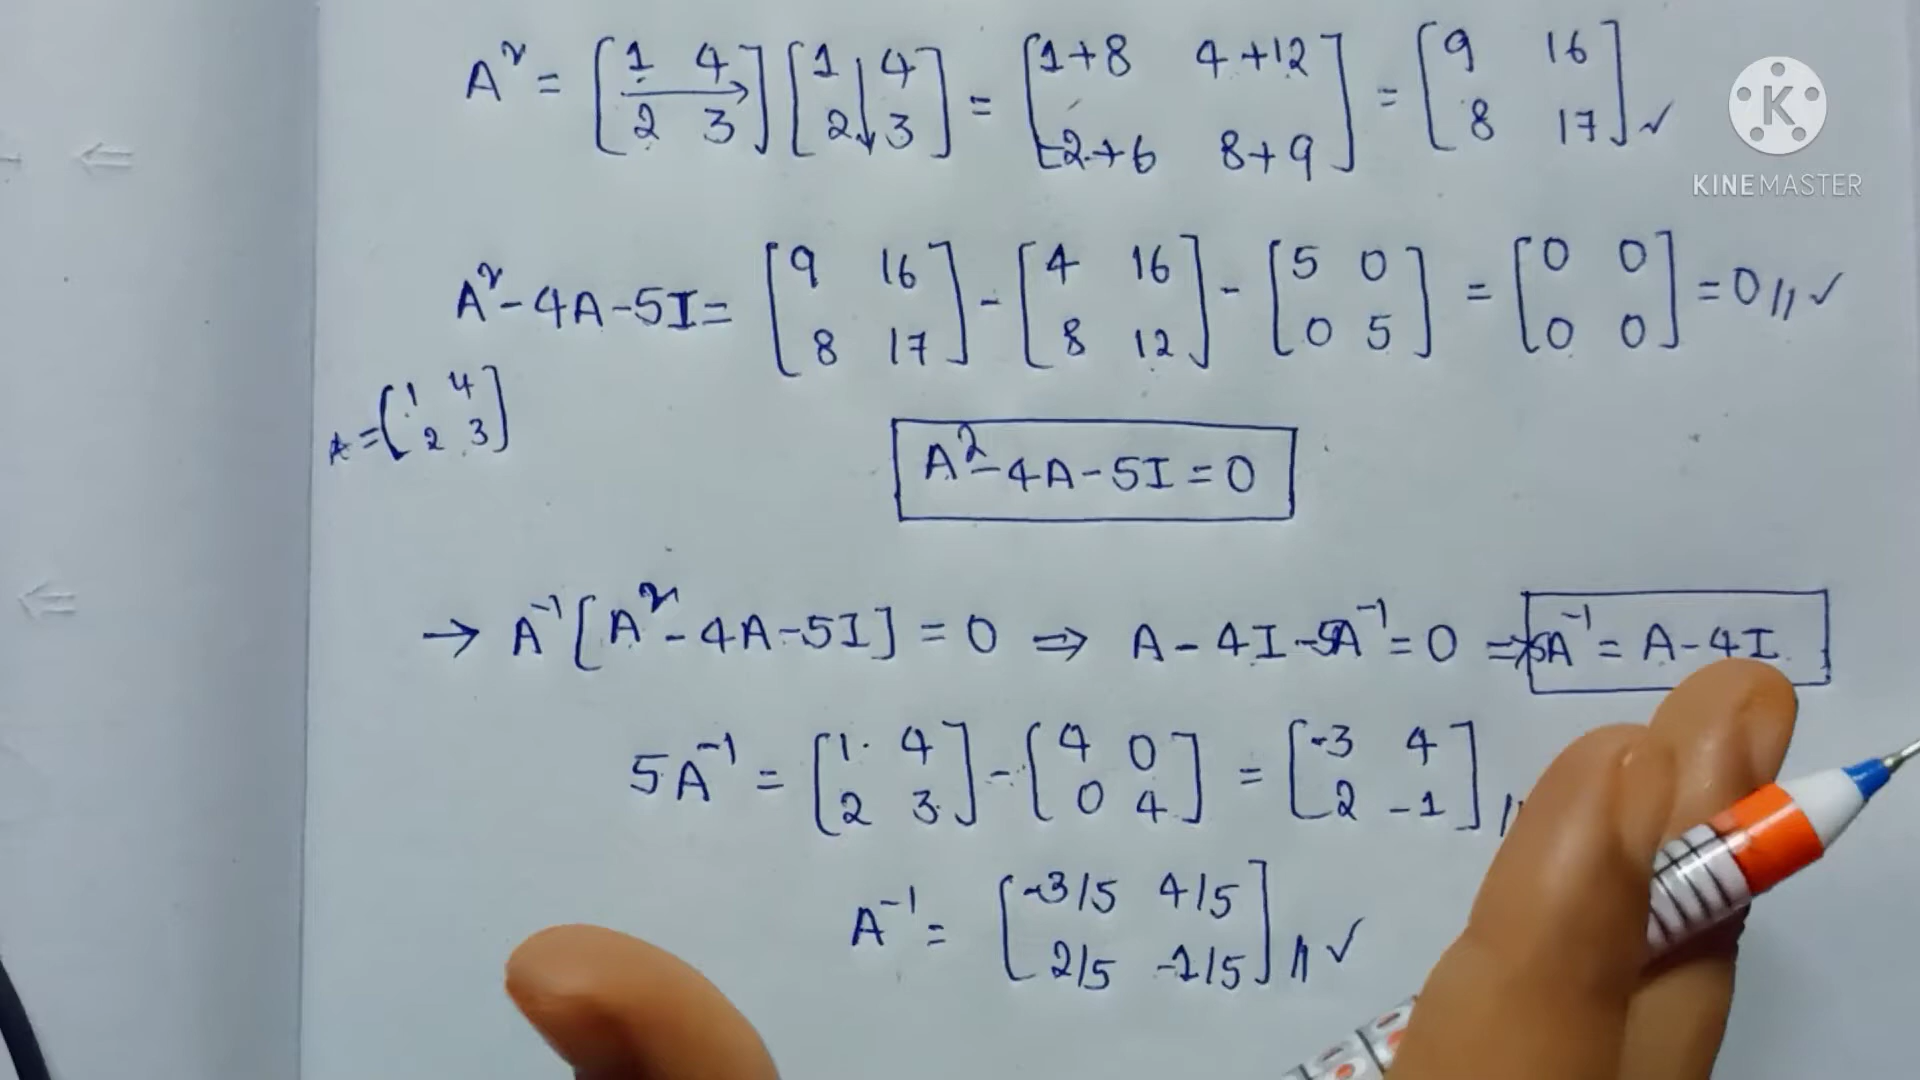 A² = [1 4 2 3] [1 4 2 3] = [1+8 4+12 2+6 8+9] = [9 16 8 17] ✓
KINEMASTER
A² - 4A - 5I = [9 16 8 17] - [4 16 8 12] - [5 0 0 5] = [0 0 0 0] = 0 // ✓
A = [1 4 2 3]
A² - 4A - 5I = 0
→ A⁻¹ [A² - 4A - 5I] = 0 ⇒ A - 4I - 5A⁻¹ = 0 ⇒ 5A⁻¹ = A - 4I
5A⁻¹ = [1 4 2 3] - [4 0 0 4] = [-3 4 2 -1] //
A⁻¹ = [-3/5 4/5 2/5 -1/5] // ✓